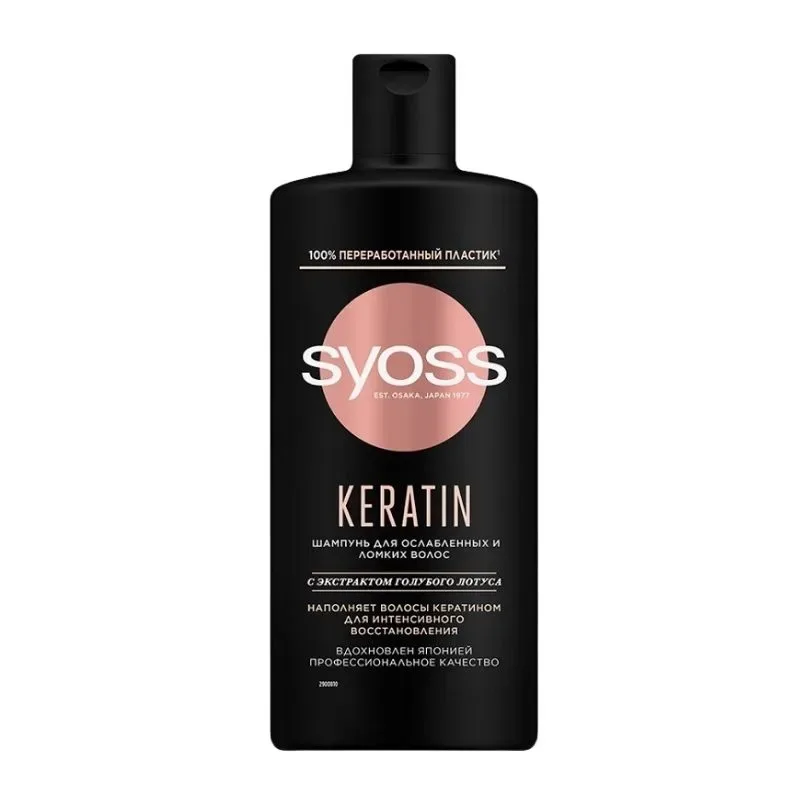 100% ПЕРЕРАБОТАННЫЙ ПЛАСТИК¹
syoss
EST. OSAKA, JAPAN 1977
KERATIN
ШАМПУНЬ ДЛЯ ОСЛАБЛЕННЫХ И
ЛОМКИХ ВОЛОС
С ЭКСТРАКТОМ ГОЛУБОГО ЛОТУСА
НАПОЛНЯЕТ ВОЛОСЫ КЕРАТИНОМ
ДЛЯ ИНТЕНСИВНОГО
ВОССТАНОВЛЕНИЯ
ВДОХНОВЛЕН ЯПОНИЕЙ
ПРОФЕССИОНАЛЬНОЕ КАЧЕСТВО